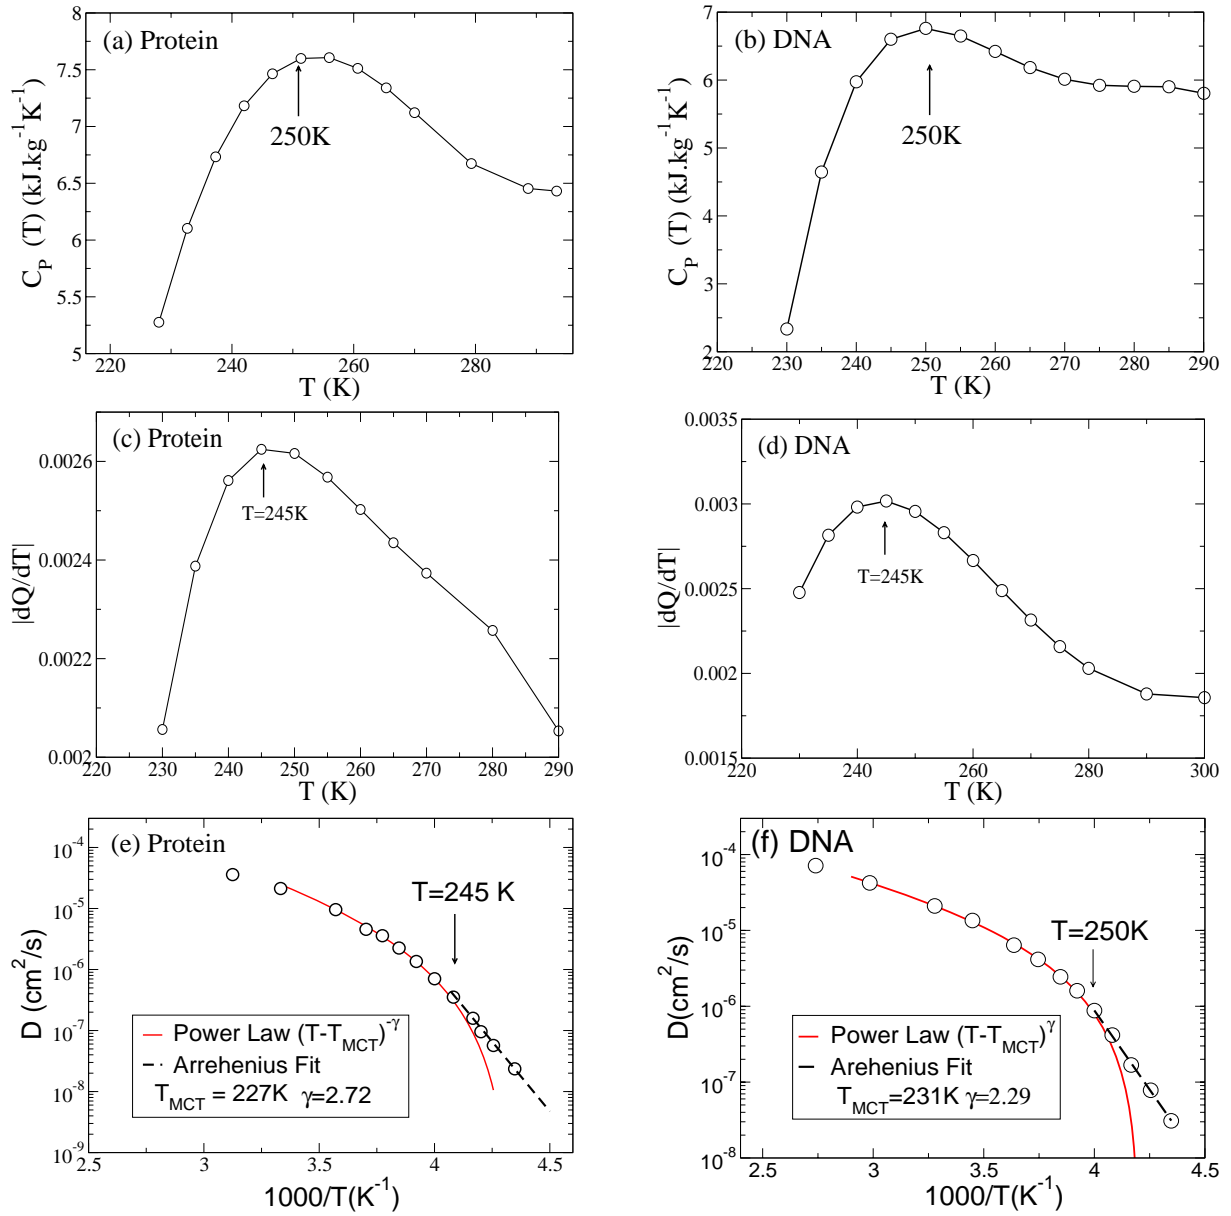 (a) Protein
250K
C_P (T) (kJ.kg^-1K^-1)
8
7.5
7
6.5
6
5.5
5
220 240 260 280
T (K)
(b) DNA
250K
C_P (T) (kJ.kg^-1K^-1)
7
6
5
4
3
2
220 230 240 250 260 270 280 290
T (K)
(c) Protein
T=245K
|dQ/dT|
0.0026
0.0024
0.0022
0.002
220 230 240 250 260 270 280 290
T (K)
(d) DNA
T=245K
|dQ/dT|
0.0035
0.003
0.0025
0.002
0.0015
220 240 260 280 300
T (K)
(e) Protein
T=245 K
D (cm^2/s)
10^-4
10^-5
10^-6
10^-7
10^-8
10^-9
Power Law (T-T_MCT)^-γ
Arrehenius Fit
T_MCT = 227K γ=2.72
2.5 3 3.5 4 4.5
1000/T(K^-1)
(f) DNA
T=250K
D(cm^2/s)
10^-4
10^-5
10^-6
10^-7
10^-8
Power Law (T-T_MCT)^γ
Arehenius Fit
T_MCT=231K γ=2.29
2.5 3 3.5 4 4.5
1000/T(K^-1)